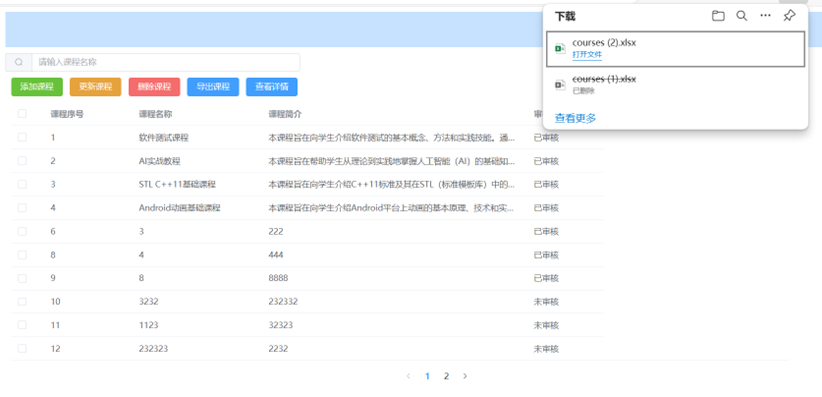 下载
courses (2).xlsx
打开文件
courses (1).xlsx
已删除
查看更多
请输入课程名称
添加课程 更新课程 删除课程 导出课程 查看详情
课程序号 课程名称 课程简介 审
1 软件测试课程 本课程旨在向学生介绍软件测试的基本概念、方法和实践技能。通... 已审核
2 AI实战教程 本课程旨在帮助学生从理论到实践地掌握人工智能（AI）的基础知... 已审核
3 STL C++11基础课程 本课程旨在向学生介绍C++11标准及其在STL（标准模板库）中的... 已审核
4 Android动画基础课程 本课程旨在向学生介绍Android平台上动画的基本原理、技术和实... 已审核
6 3 222 已审核
8 4 444 已审核
9 8 8888 已审核
10 3232 232332 未审核
11 1123 32323 未审核
12 232323 2232 未审核
1 2